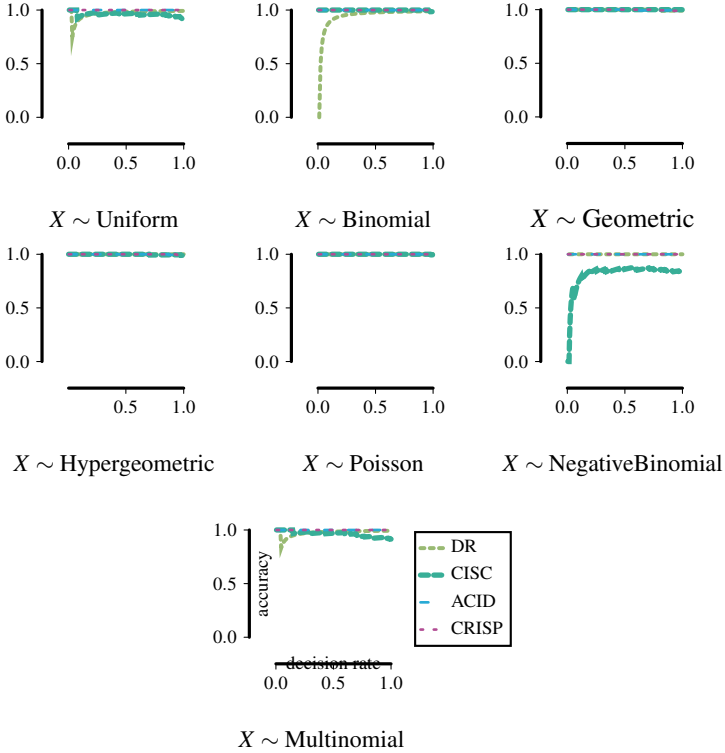 1.0 1.0 1.0
0.5 0.5 0.5
0.0 0.0 0.0
0.0 0.5 1.0 0.0 0.5 1.0 0.0 0.5 1.0
X ∼ Uniform X ∼ Binomial X ∼ Geometric
1.0 1.0 1.0
0.5 0.5 0.5
0.0 0.0 0.0
0.5 1.0 0.0 0.5 1.0 0.0 0.5 1.0
X ∼ Hypergeometric X ∼ Poisson X ∼ NegativeBinomial
1.0
0.5
0.0
accuracy
decision rate
0.0 0.5 1.0
DR
CISC
ACID
CRISP
X ∼ Multinomial